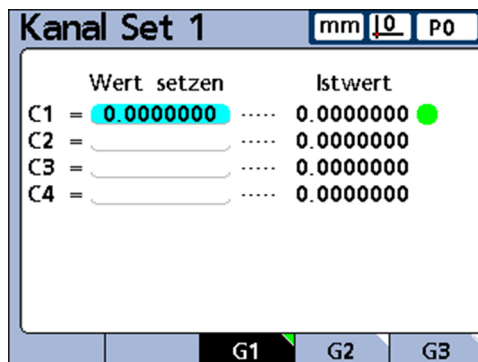 Kanal Set 1 mm 0 P0
Wert setzen Istwert
C1 = 0.0000000 ..... 0.0000000
C2 = ..... 0.0000000
C3 = ..... 0.0000000
C4 = ..... 0.0000000
G1 G2 G3